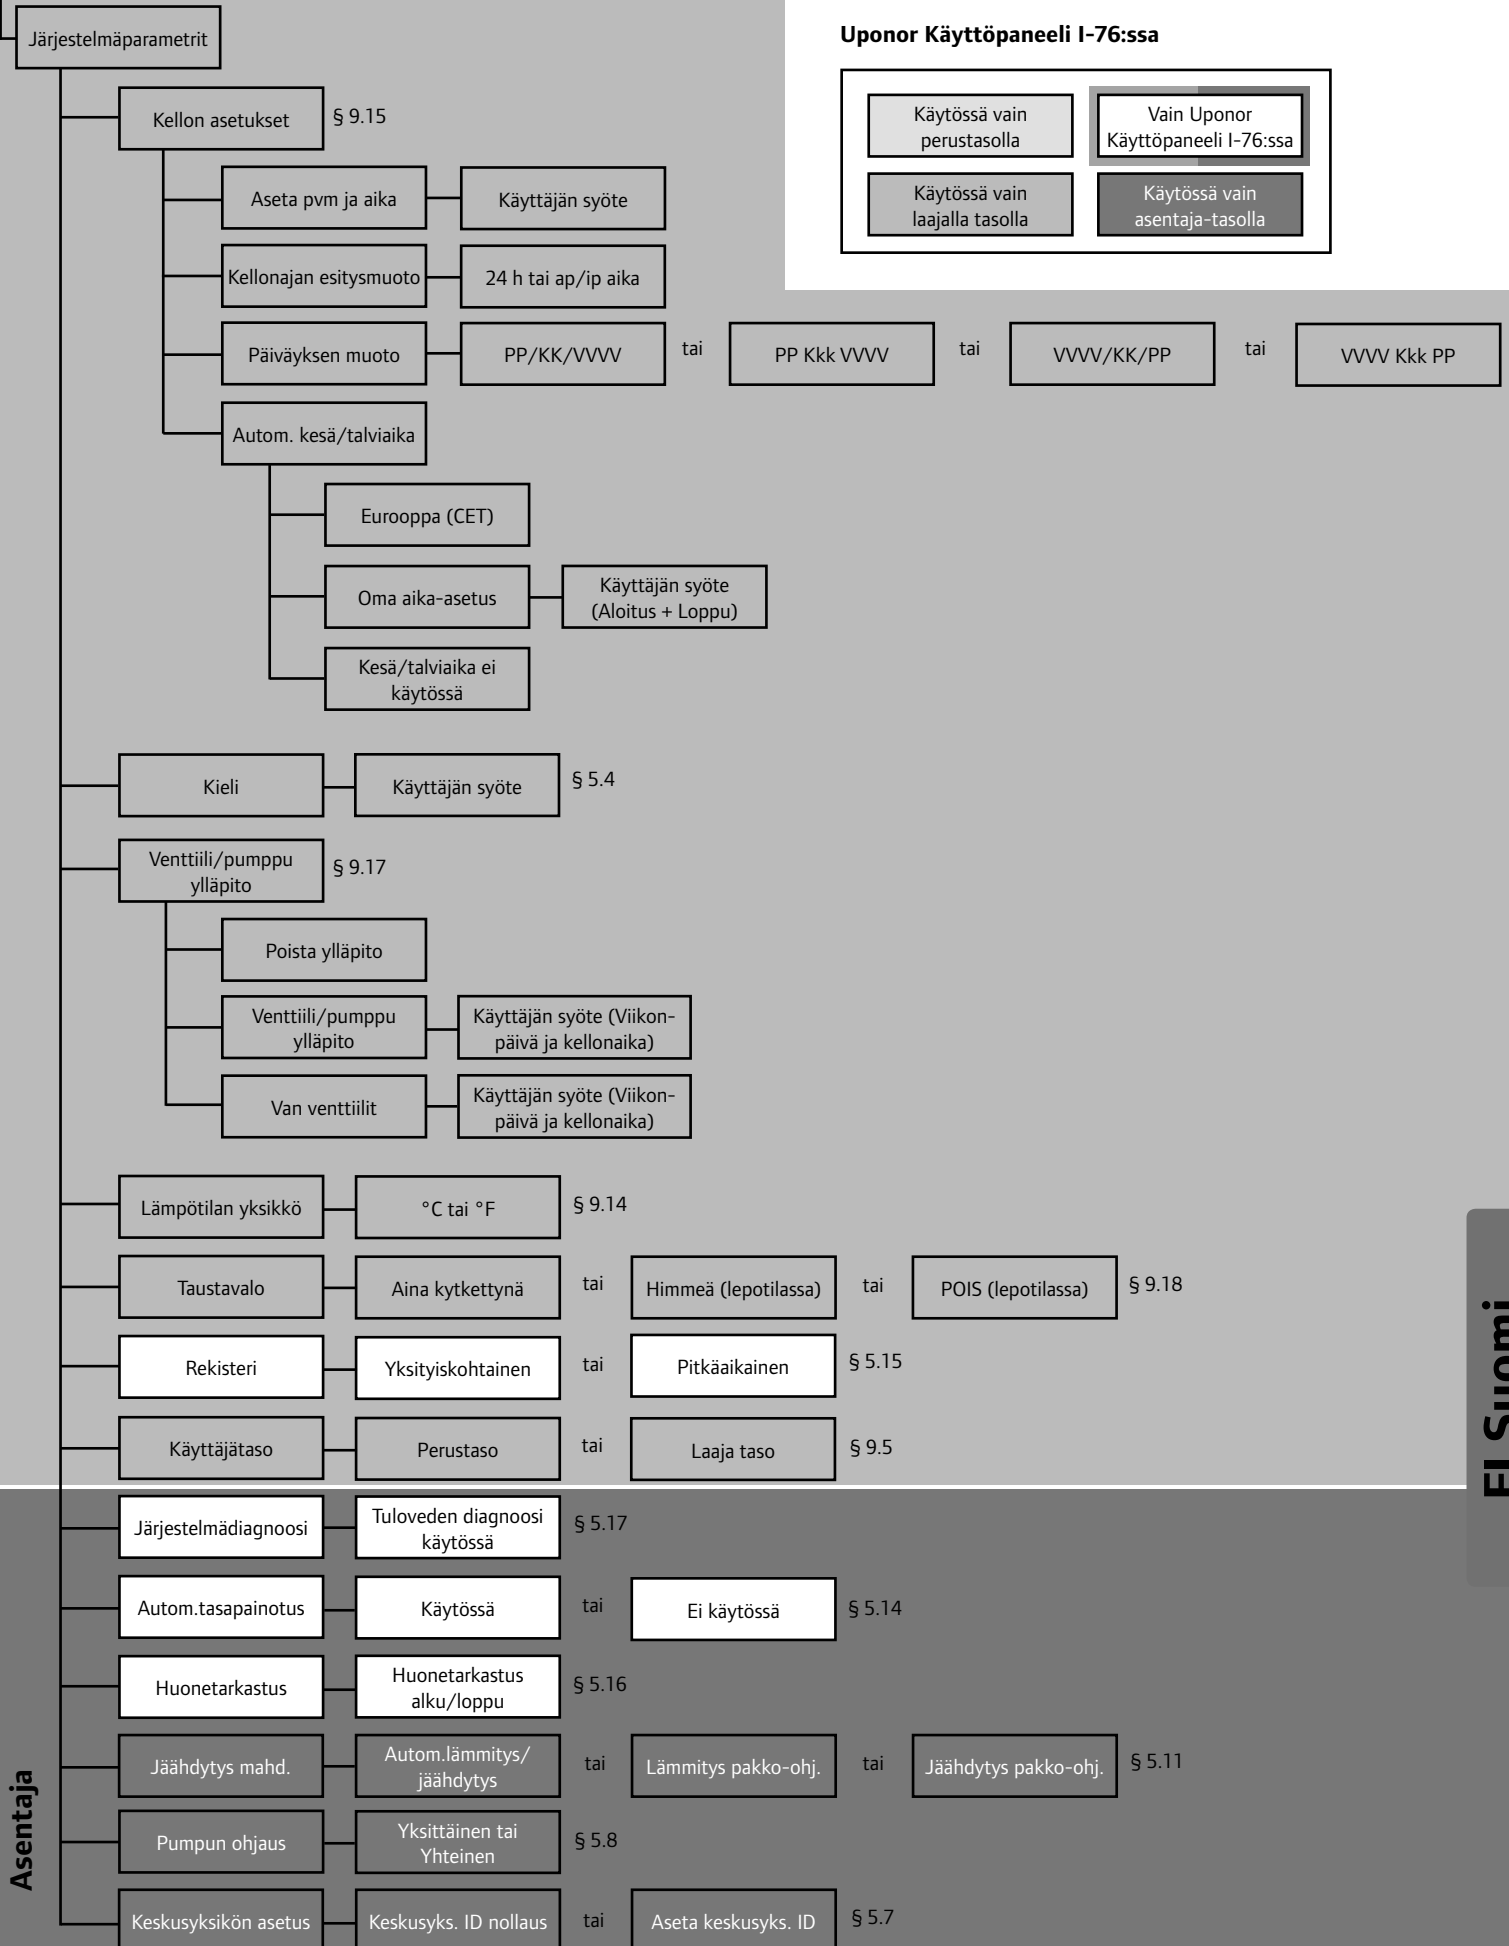 Järjestelmäparametrit
Uponor Käyttöpaneeli I-76:ssa
Käytössä vain
perustasolla
Vain Uponor
Käyttöpaneeli I-76:ssa
Käytössä vain
laajalla tasolla
Käytössä vain
asentaja-tasolla
Kellon asetukset
§ 9.15
Aseta pvm ja aika
Käyttäjän syöte
Kellonajan esitysmuoto
24 h tai ap/ip aika
Päiväyksen muoto
PP/KK/VVVV
tai
PP Kkk VVVV
tai
VVVV/KK/PP
tai
VVVV Kkk PP
Autom. kesä/talviaika
Eurooppa (CET)
Oma aika-asetus
Käyttäjän syöte
(Aloitus + Loppu)
Kesä/talviaika ei
käytössä
Kieli
Käyttäjän syöte
§ 5.4
Venttiili/pumppu
ylläpito
§ 9.17
Poista ylläpito
Venttiili/pumppu
ylläpito
Käyttäjän syöte (Viikon-
päivä ja kellonaika)
Van venttiilit
Käyttäjän syöte (Viikon-
päivä ja kellonaika)
Lämpötilan yksikkö
°C tai °F
§ 9.14
Taustavalo
Aina kytkettynä
tai
Himmeä (lepotilassa)
tai
POIS (lepotilassa)
§ 9.18
Rekisteri
Yksityiskohtainen
tai
Pitkäaikainen
§ 5.15
Käyttäjätaso
Perustaso
tai
Laaja taso
§ 9.5
FI Suomi
Asentaja
Järjestelmädiagnoosi
Tuloveden diagnoosi
käytössä
§ 5.17
Autom.tasapainotus
Käytössä
tai
Ei käytössä
§ 5.14
Huonetarkastus
Huonetarkastus
alku/loppu
§ 5.16
Jäähdytys mahd.
Autom.lämmitys/
jäähdytys
tai
Lämmitys pakko-ohj.
tai
Jäähdytys pakko-ohj.
§ 5.11
Pumpun ohjaus
Yksittäinen tai
Yhteinen
§ 5.8
Keskusyksikön asetus
Keskusyks. ID nollaus
tai
Aseta keskusyks. ID
§ 5.7